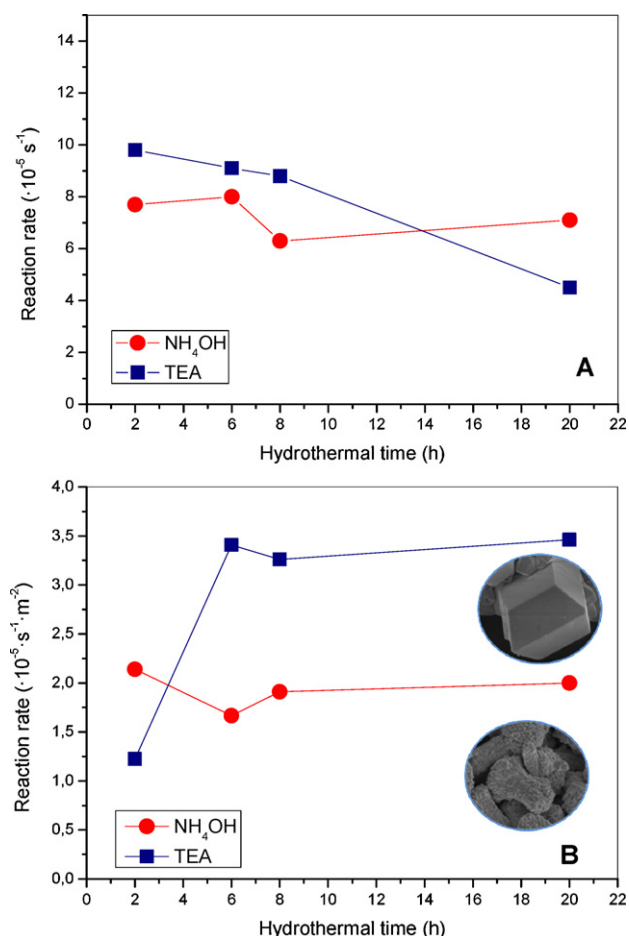 14
12
10
8
6
4
2
0
Reaction rate (·10⁻⁵ s⁻¹)
NH₄OH
TEA
A
0 2 4 6 8 10 12 14 16 18 20 22
Hydrothermal time (h)
4,0
3,5
3,0
2,5
2,0
1,5
1,0
0,5
0,0
Reaction rate (·10⁻⁵·s⁻¹·m⁻²)
NH₄OH
TEA
B
0 2 4 6 8 10 12 14 16 18 20 22
Hydrothermal time (h)